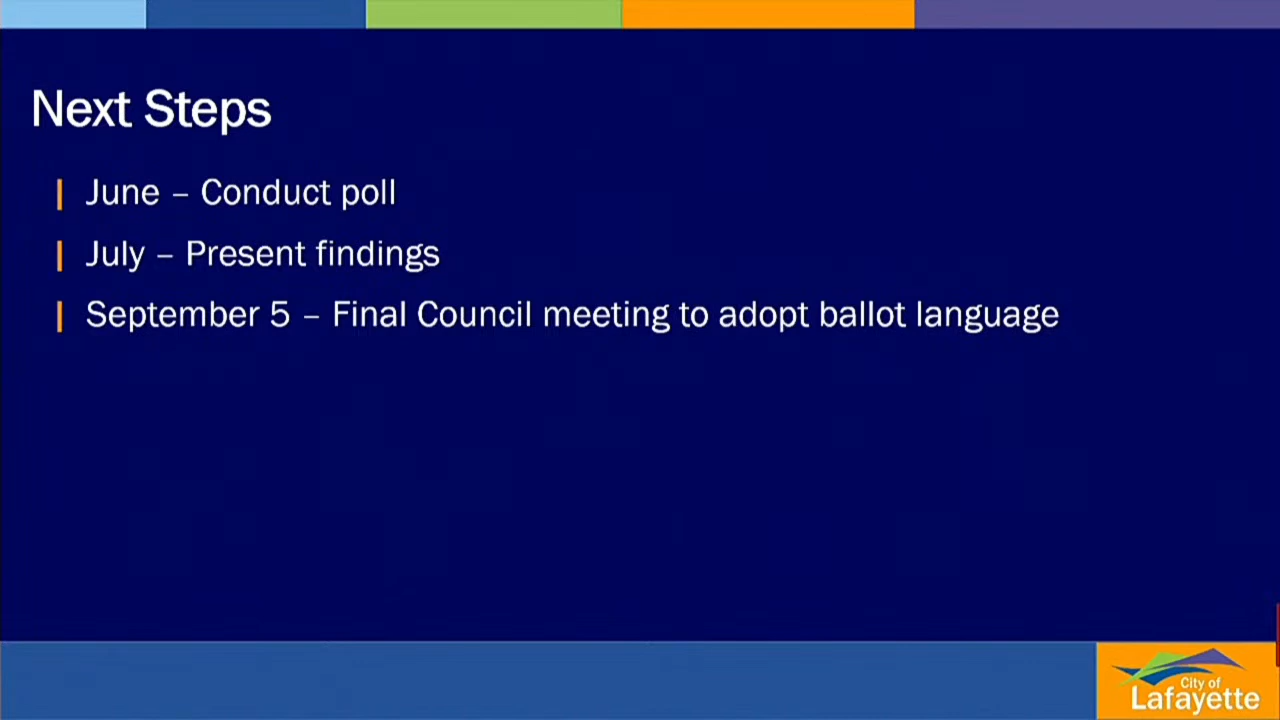 Next Steps
June – Conduct poll
July – Present findings
September 5 – Final Council meeting to adopt ballot language
City of
Lafayette